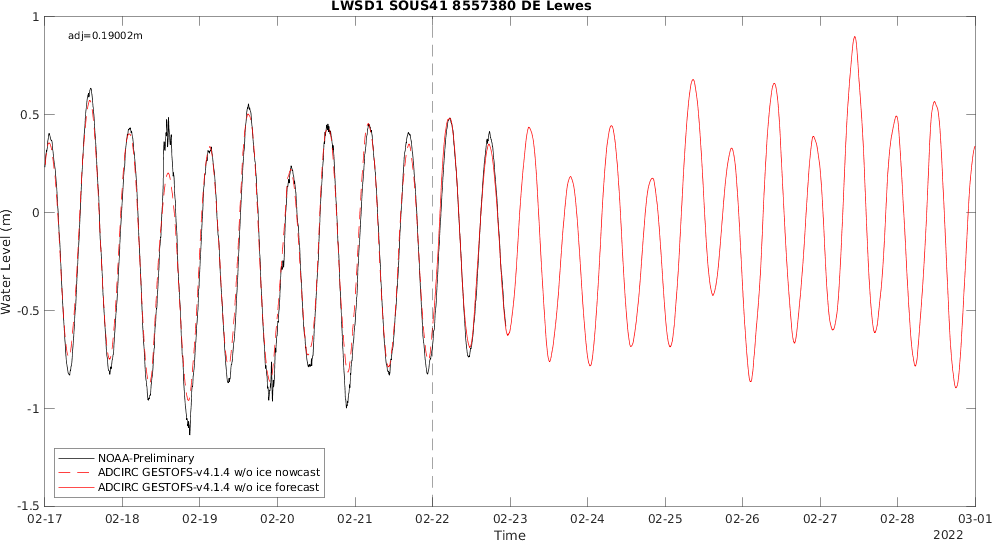 LWSD1 SOUS41 8557380 DE Lewes
adj=0.19002m
1
0.5
0
-0.5
-1
-1.5
Water Level (m)
NOAA-Preliminary
ADCIRC GESTOFS-v4.1.4 w/o ice nowcast
ADCIRC GESTOFS-v4.1.4 w/o ice forecast
02-17 02-18 02-19 02-20 02-21 02-22 02-23 02-24 02-25 02-26 02-27 02-28 03-01
Time
2022